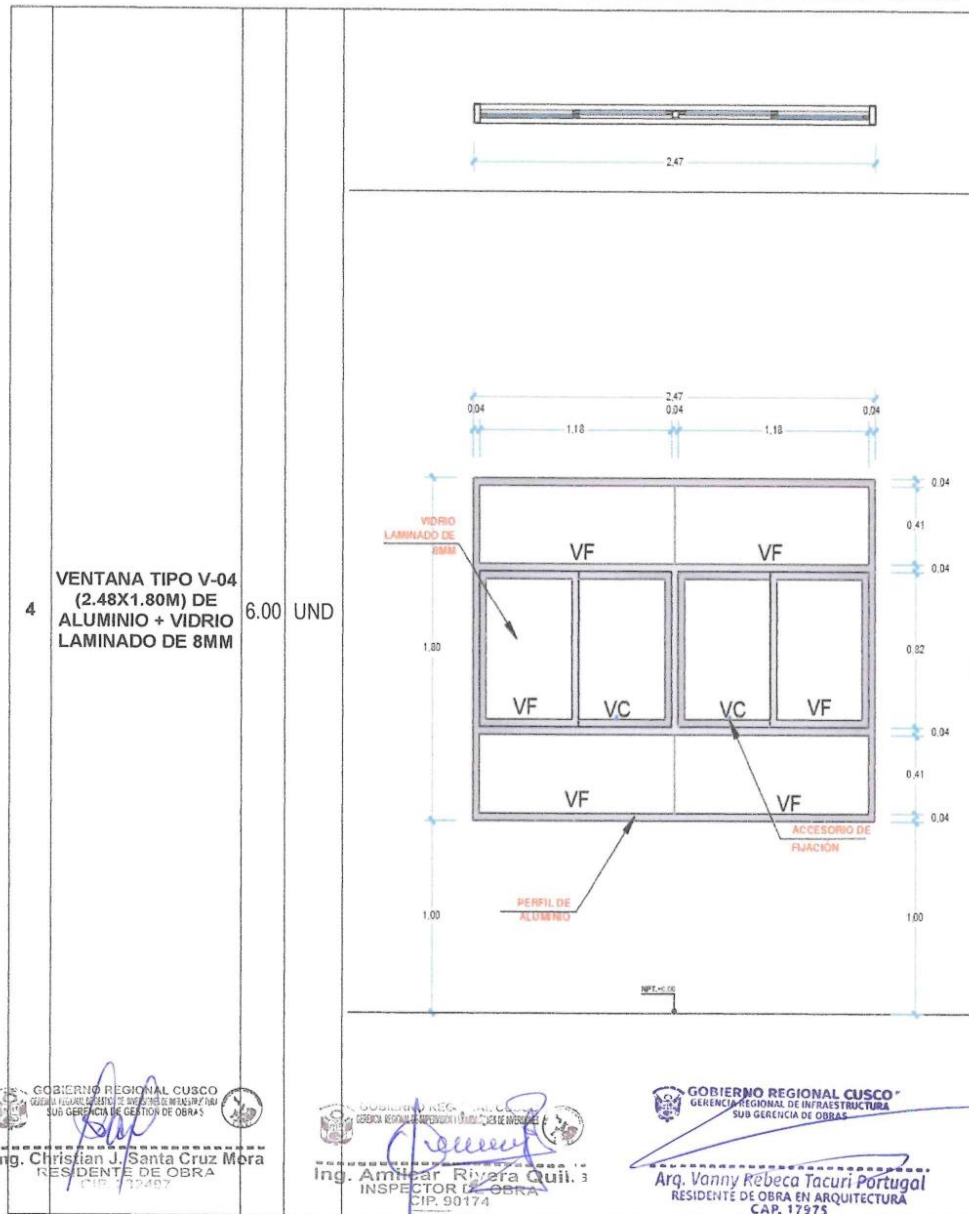 2,47
2,47
0,04 0,04 0,04
1,18 1,18
0,04
VIDRIO
LAMINADO DE
8MM
0,41
VF VF
0,04
4
VENTANA TIPO V-04
(2.48X1.80M) DE
ALUMINIO + VIDRIO
LAMINADO DE 8MM
6.00 UND
1,80
0,82
VF VC VC VF
0,04
0,41
VF VF
0,04
ACCESORIO DE
FIJACIÓN
PERFIL DE
ALUMINIO
1,00 1,00
GOBIERNO REGIONAL CUSCO
SUB GERENCIA DE GESTIÓN DE OBRAS
Ing. Christian J. Santa Cruz Mora
RESIDENTE DE OBRA
Ing. Amilcar Rivera
INSPECTOR DE OBRA
CIP. 90174
GOBIERNO REGIONAL CUSCO
GERENCIA REGIONAL DE INFRAESTRUCTURA
SUB GERENCIA DE OBRAS
Arq. Vanny Rebeca Tacuri Portugal
RESIDENTE DE OBRA EN ARQUITECTURA
CAP. 17975